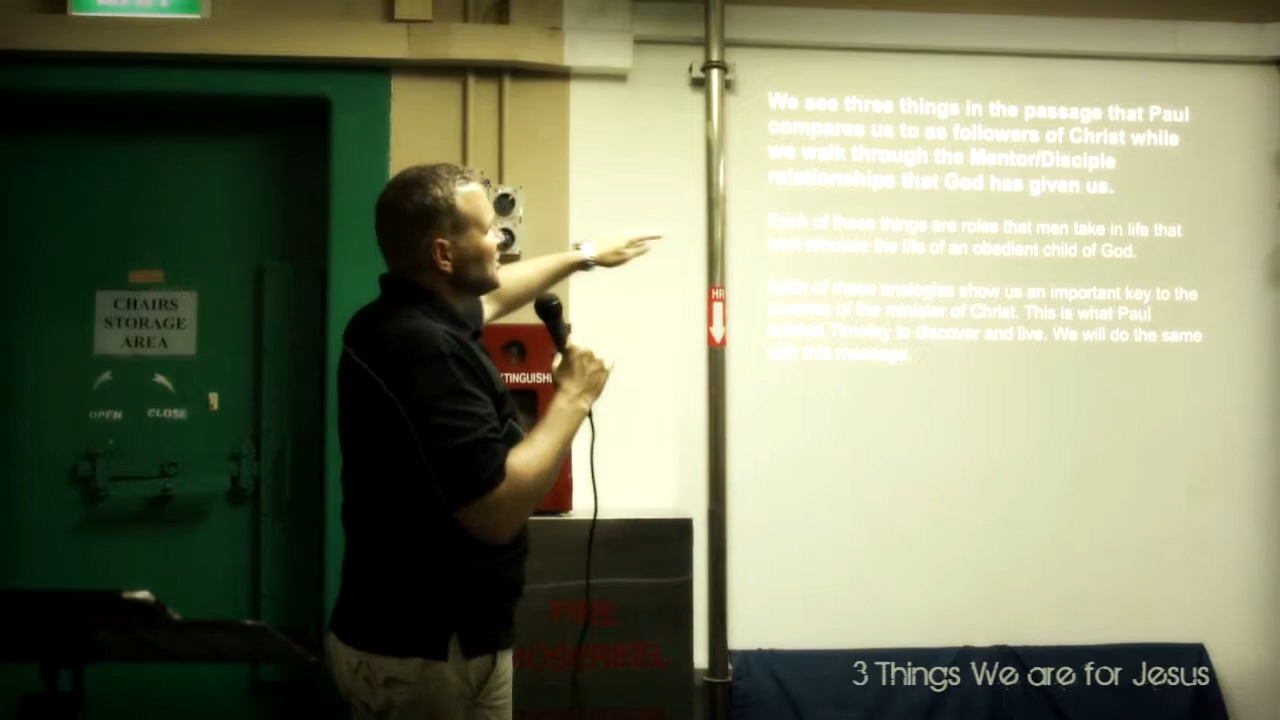 EXIT
We see three things in the passage that Paul
compares us to as followers of Christ while
we walk through the Mentor/Disciple
relationships that God has given us.
Each of these things are roles that men take in life that
best emulate the life of an obedient child of God.
Each of these analogies show us an important key to the
success of the minister of Christ. This is what Paul
wanted Timothy to discover and live. We will do the same
with this message.
HR
CHAIRS
STORAGE
AREA
OPEN CLOSE
FIRE
HOSEREEL
3 Things We are for Jesus